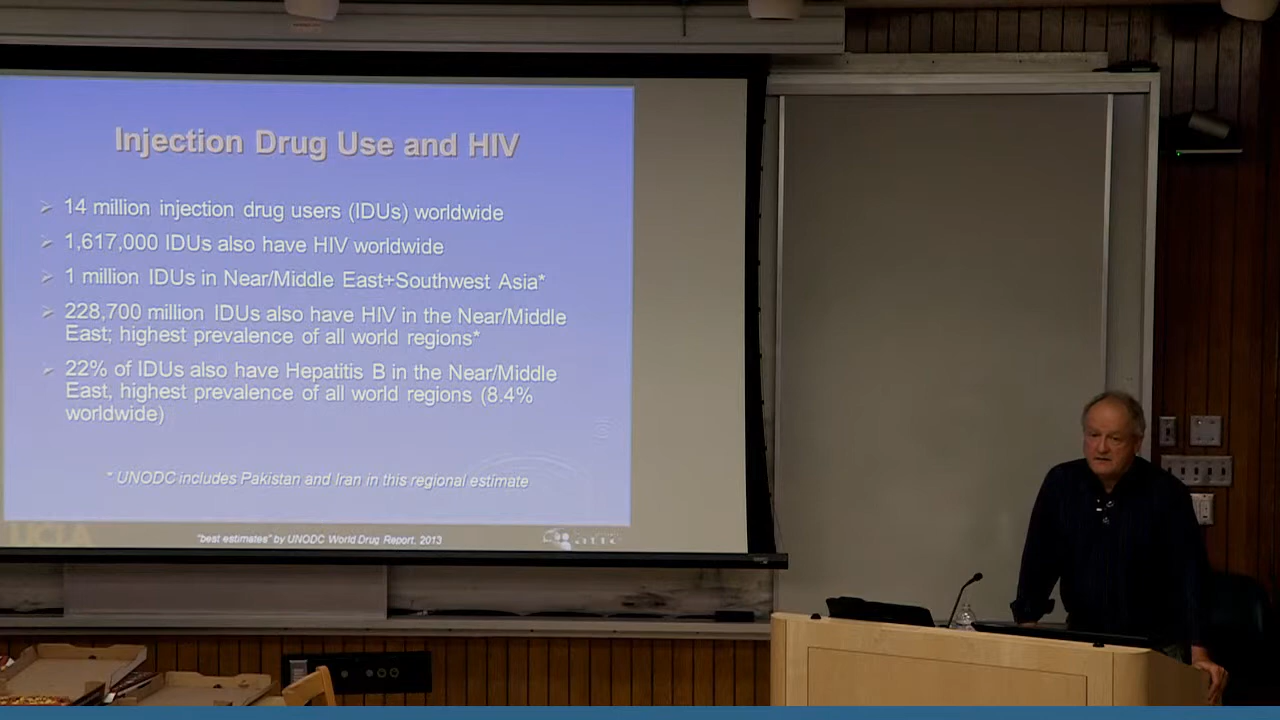 Injection Drug Use and HIV
14 million injection drug users (IDUs) worldwide
1,617,000 IDUs also have HIV worldwide
1 million IDUs in Near/Middle East+Southwest Asia*
228,700 million IDUs also have HIV in the Near/Middle
East; highest prevalence of all world regions*
22% of IDUs also have Hepatitis B in the Near/Middle
East, highest prevalence of all world regions (8.4%
worldwide)
* UNODC includes Pakistan and Iran in this regional estimate
UCLA
"best estimates" by UNODC World Drug Report, 2013
attc